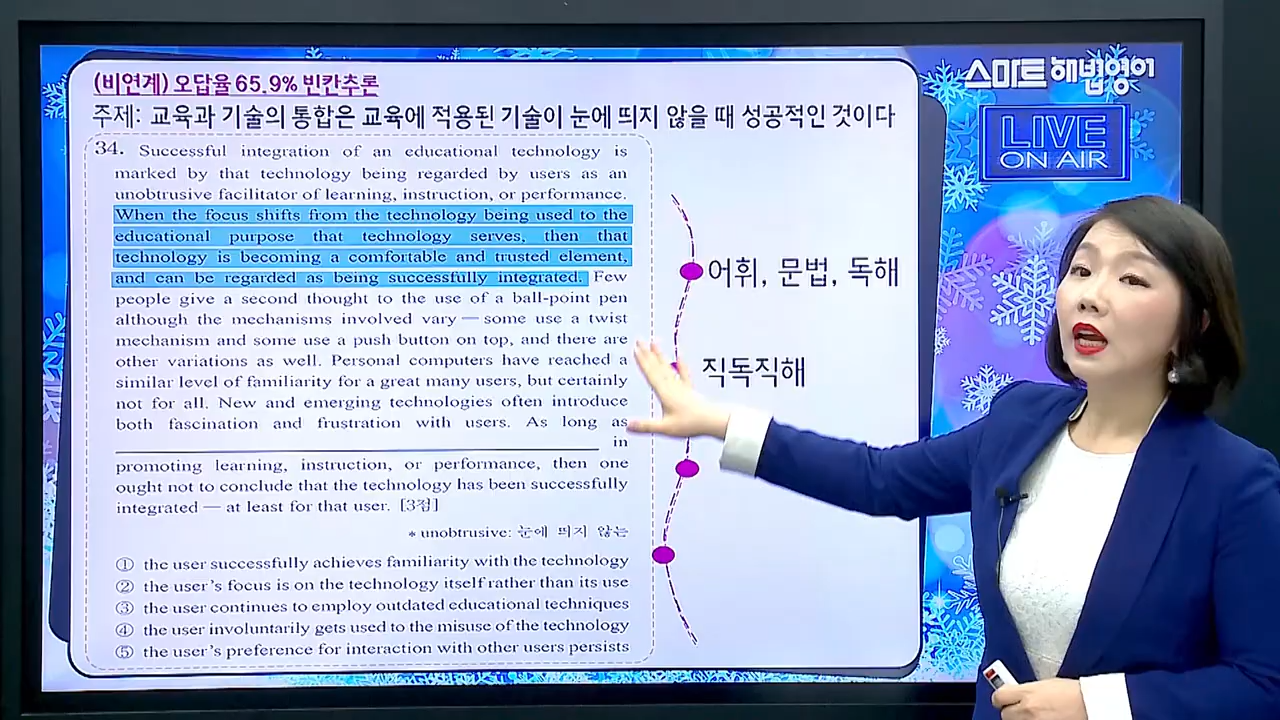 (비연계) 오답율 65.9% 빈칸추론
스마트 해법영어
주제: 교육과 기술의 통합은 교육에 적용된 기술이 눈에 띄지 않을 때 성공적인 것이다
LIVE
ON AIR
34. Successful integration of an educational technology is
marked by that technology being regarded by users as an
unobtrusive facilitator of learning, instruction, or performance.
When the focus shifts from the technology being used to the
educational purpose that technology serves, then that
technology is becoming a comfortable and trusted element,
and can be regarded as being successfully integrated. Few
people give a second thought to the use of a ball-point pen
although the mechanisms involved vary — some use a twist
mechanism and some use a push button on top, and there are
other variations as well. Personal computers have reached a
similar level of familiarity for a great many users, but certainly
not for all. New and emerging technologies often introduce
both fascination and frustration with users. As long as
in
promoting learning, instruction, or performance, then one
ought not to conclude that the technology has been successfully
integrated — at least for that user. [3점]
* unobtrusive: 눈에 띄지 않는
① the user successfully achieves familiarity with the technology
② the user's focus is on the technology itself rather than its use
③ the user continues to employ outdated educational techniques
④ the user involuntarily gets used to the misuse of the technology
⑤ the user's preference for interaction with other users persists
어휘, 문법, 독해
직독직해